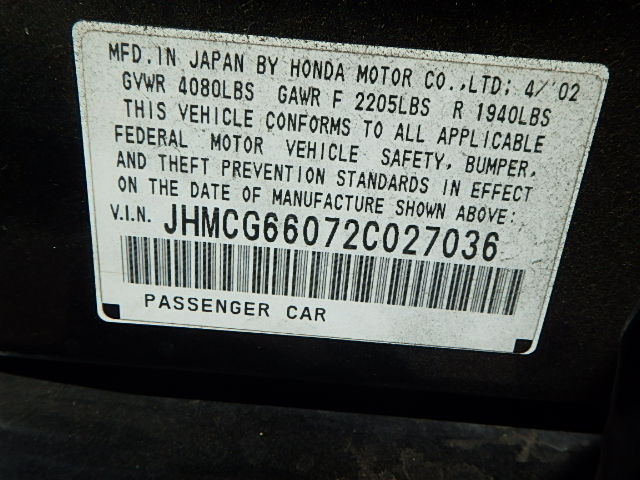 MFD.IN JAPAN BY HONDA MOTOR CO.,LTD; 4/'02
GVWR 4080LBS GAWR F 2205LBS R 1940LBS
THIS VEHICLE CONFORMS TO ALL APPLICABLE
FEDERAL MOTOR VEHICLE SAFETY, BUMPER,
AND THEFT PREVENTION STANDARDS IN EFFECT
ON THE DATE OF MANUFACTURE SHOWN ABOVE:
V.I.N. JHMCG66072C027036
PASSENGER CAR